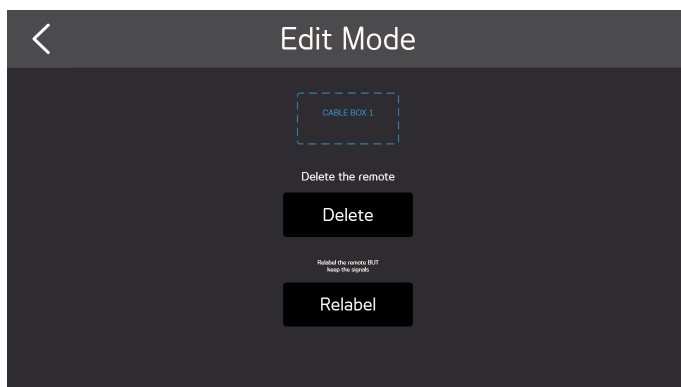 Edit Mode
CABLE BOX 1
Delete the remote
Delete
Relabel the remote BUT
keep the signals
Relabel